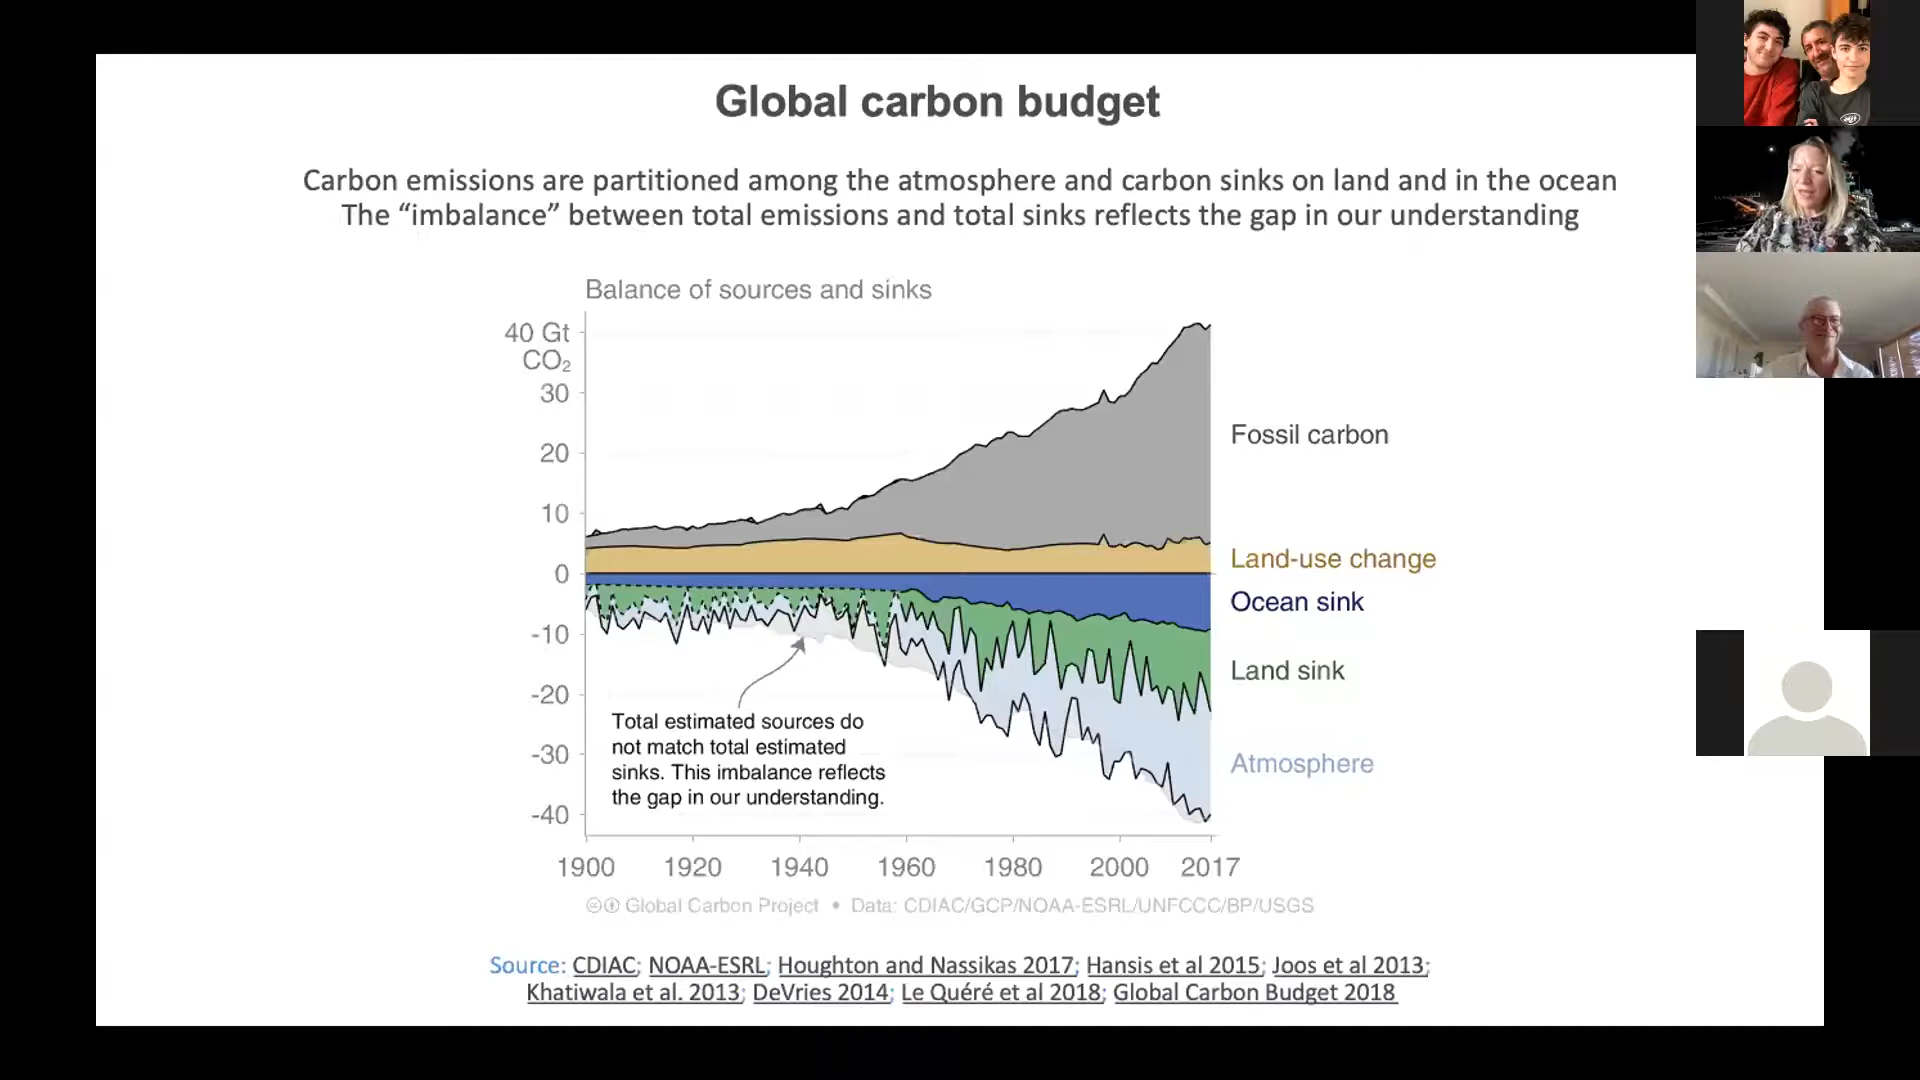 Global carbon budget
Carbon emissions are partitioned among the atmosphere and carbon sinks on land and in the ocean
The “imbalance” between total emissions and total sinks reflects the gap in our understanding
Balance of sources and sinks
40 Gt
CO₂
30
20
10
0
-10
-20
-30
-40
Fossil carbon
Land-use change
Ocean sink
Land sink
Atmosphere
Total estimated sources do
not match total estimated
sinks. This imbalance reflects
the gap in our understanding.
1900 1920 1940 1960 1980 2000 2017
Global Carbon Project • Data: CDIAC/GCP/NOAA-ESRL/UNFCCC/BP/USGS
Source: CDIAC; NOAA-ESRL; Houghton and Nassikas 2017; Hansis et al 2015; Joos et al 2013;
Khatiwala et al. 2013; DeVries 2014; Le Quéré et al 2018; Global Carbon Budget 2018